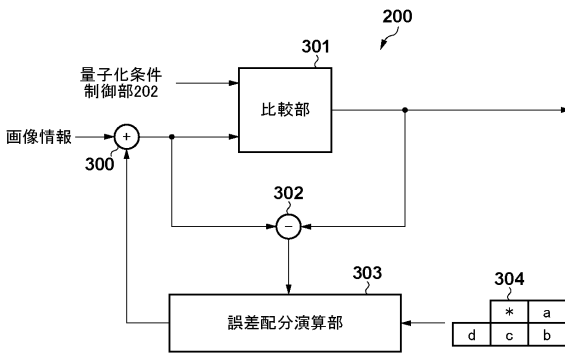 200
301
量子化条件
制御部202
比較部
画像情報
+
300
302
−
303
誤差配分演算部
304
* a
d c b